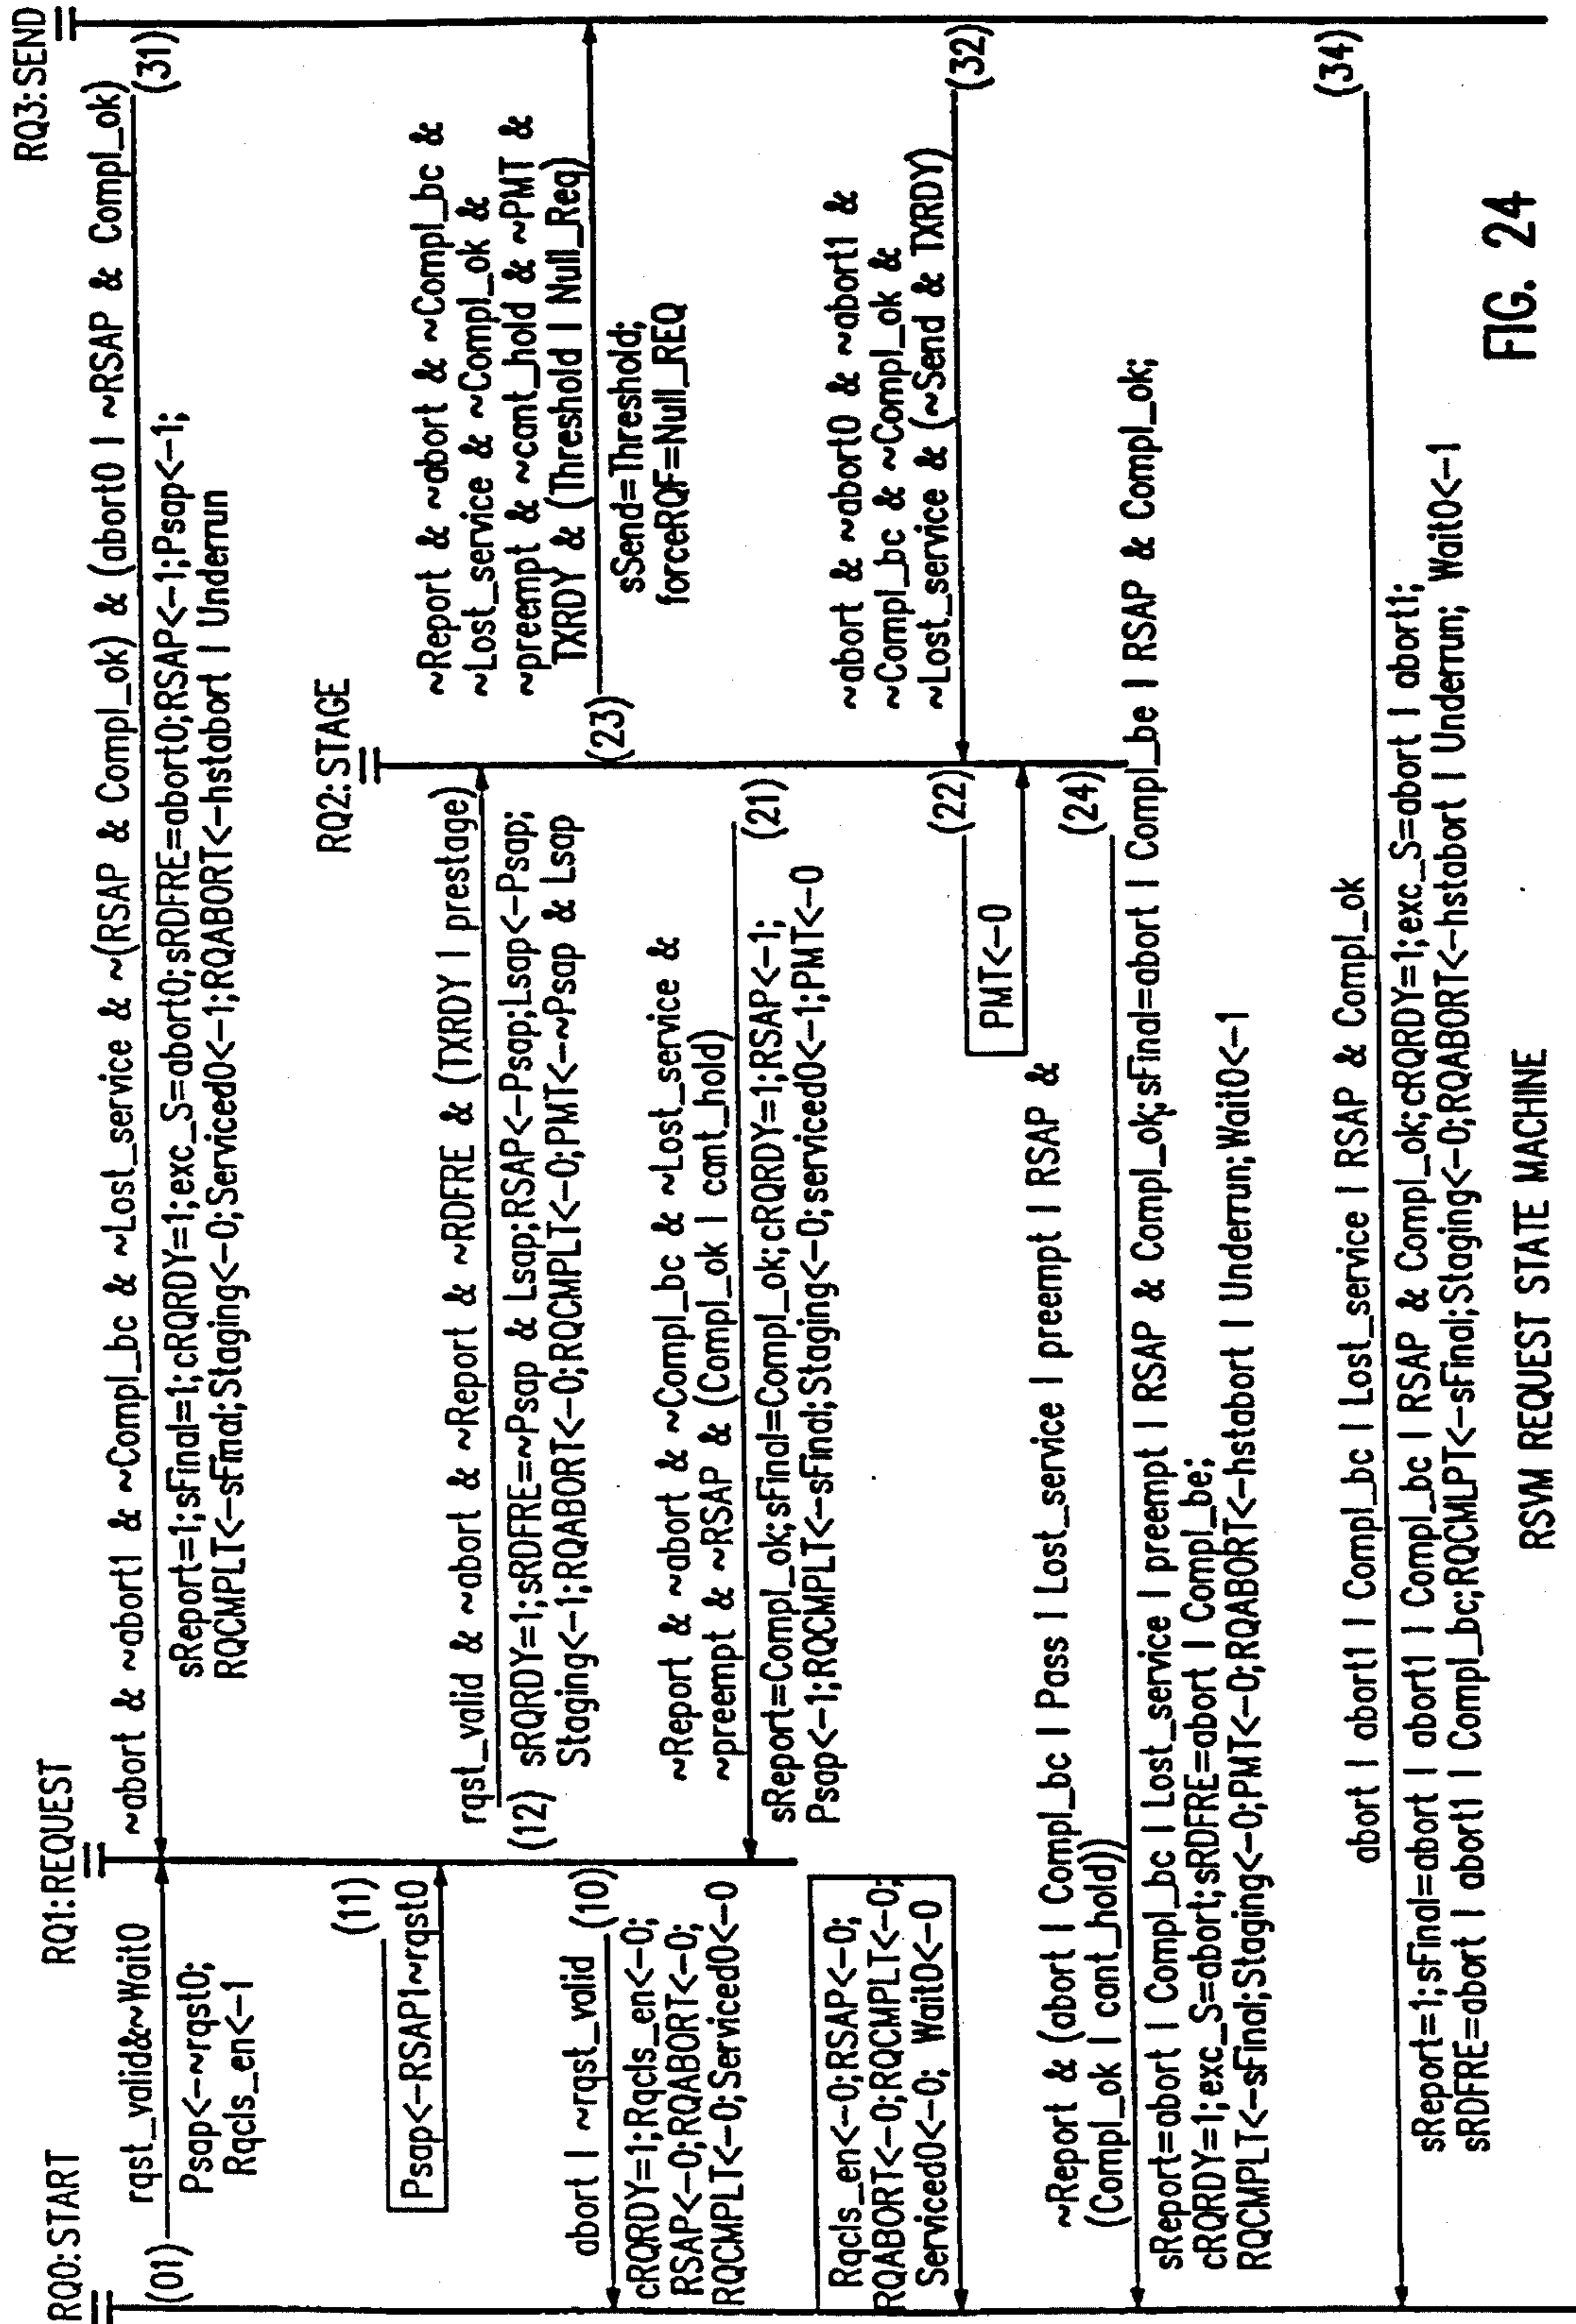 RQ0: START
RQ1: REQUEST
RQ2: STAGE
RQ3: SEND
(01)
rqst_valid&~Wait0
Psap<-~rqst0;
Rqcls_en<-1
~abort & ~abort1 & ~Compl_bc & ~Lost_service & ~(RSAP & Compl_ok) & (abort0 | ~RSAP & Compl_ok)
(31)
sReport=1;sFinal=1;cRQRDY=1;exc_S=abort0;sRDFRE=abort0;RSAP<-1;Psap<-1;
RQCMPLT<-sFinal;Staging<-0;Serviced0<-1;RQABORT<-hstabort | Underrun
(11)
Psap<-RSAP1~rqst0
rqst_valid & ~abort & ~Report & ~RDFRE & (TXRDY | prestage)
(12) sRQRDY=1;sRDFRE=~Psap & Lsap;RSAP<-Psap;Lsap<-Psap;
Staging<-1;RQABORT<-0;RQCMPLT<-0;PMT<-~Psap & Lsap
~Report & ~abort & ~Compl_bc &
~Lost_service & ~Compl_ok &
~preempt & ~cant_hold & ~PMT &
TXRDY & (Threshold | Null_Req)
(23)
sSend=Threshold;
forceRQF=Null_REQ
abort | ~rqst_valid (10)
cRQRDY=1;Rqcls_en<-0;
RSAP<-0;RQABORT<-0;
RQCMPLT<-0;Serviced0<-0
~Report & ~abort & ~Compl_bc & ~Lost_service &
~preempt & ~RSAP & (Compl_ok | cant_hold)
(21)
sReport=Compl_ok;sFinal=Compl_ok;cRQRDY=1;RSAP<-1;
Psap<-1;RQCMPLT<-sFinal;Staging<-0;serviced0<-1;PMT<-0
~abort & ~abort0 & ~abort1 &
~Compl_bc & ~Compl_ok &
~Lost_service & (~Send & TXRDY)
(32)
Rqcls_en<-0;RSAP<-0;
RQABORT<-0;RQCMPLT<-0;
Serviced0<-0; Wait0<-0
(22)
PMT<-0
(24)
~Report & (abort | Compl_bc | Pass | Lost_service | preempt | RSAP &
(Compl_ok | cant_hold))
sReport=abort | Compl_bc | Lost_service | preempt | RSAP & Compl_ok;sFinal=abort | Compl_be | RSAP & Compl_ok;
cRQRDY=1;exc_S=abort;sRDFRE=abort | Compl_be;
RQCMPLT<-sFinal;Staging<-0;PMT<-0;RQABORT<-hstabort | Underrun;Wait0<-1
abort | abort1 | Compl_bc | Lost_service | RSAP & Compl_ok
(34)
sReport=1;sFinal=abort | abort1 | Compl_bc | RSAP & Compl_ok;cRQRDY=1;exc_S=abort | abort1;
sRDFRE=abort | abort1 | Compl_bc;RQCMLPT<-sFinal;Staging<-0;RQABORT<-hstabort | Underrun; Wait0<-1
RSVM REQUEST STATE MACHINE
FIG. 24